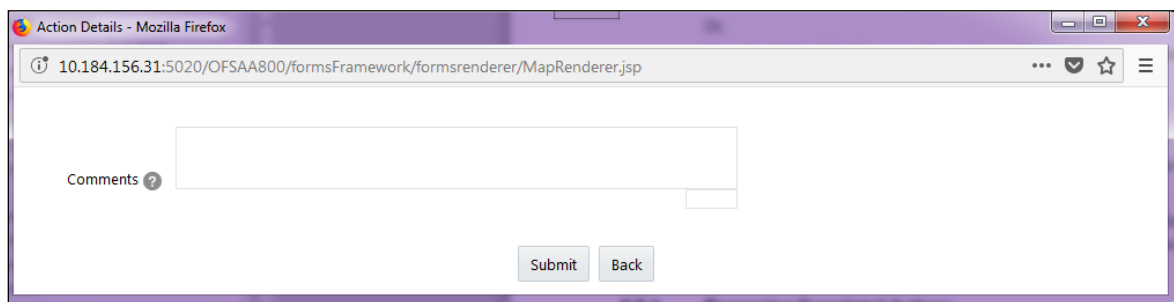 Action Details - Mozilla Firefox
10.184.156.31:5020/OFSAA800/formsFramework/formsrenderer/MapRenderer.jsp
Comments ?
Submit Back